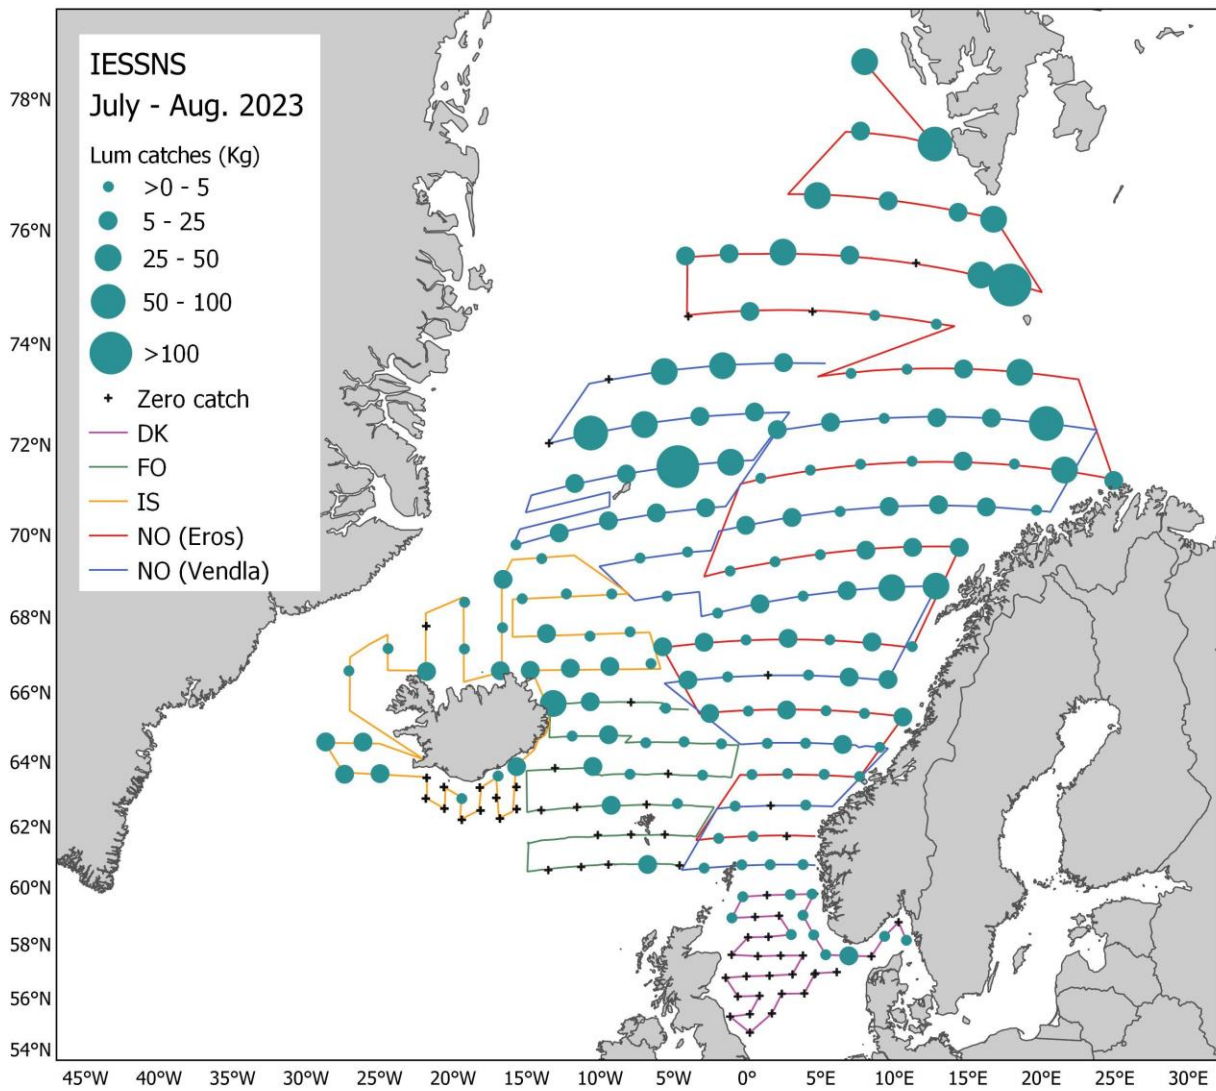 IESSNS
July - Aug. 2023
Lum catches (Kg)
>0 - 5
5 - 25
25 - 50
50 - 100
>100
Zero catch
DK
FO
IS
NO (Eros)
NO (Vendla)
78°N
76°N
74°N
72°N
70°N
68°N
66°N
64°N
62°N
60°N
58°N
56°N
54°N
45°W 40°W 35°W 30°W 25°W 20°W 15°W 10°W 5°W 0°E 5°E 10°E 15°E 20°E 25°E 30°E